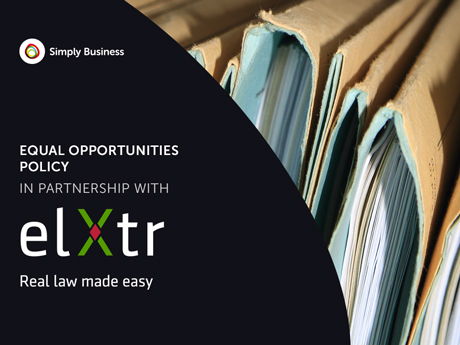 Simply Business
EQUAL OPPORTUNITIES
POLICY
IN PARTNERSHIP WITH
elXtr
Real law made easy